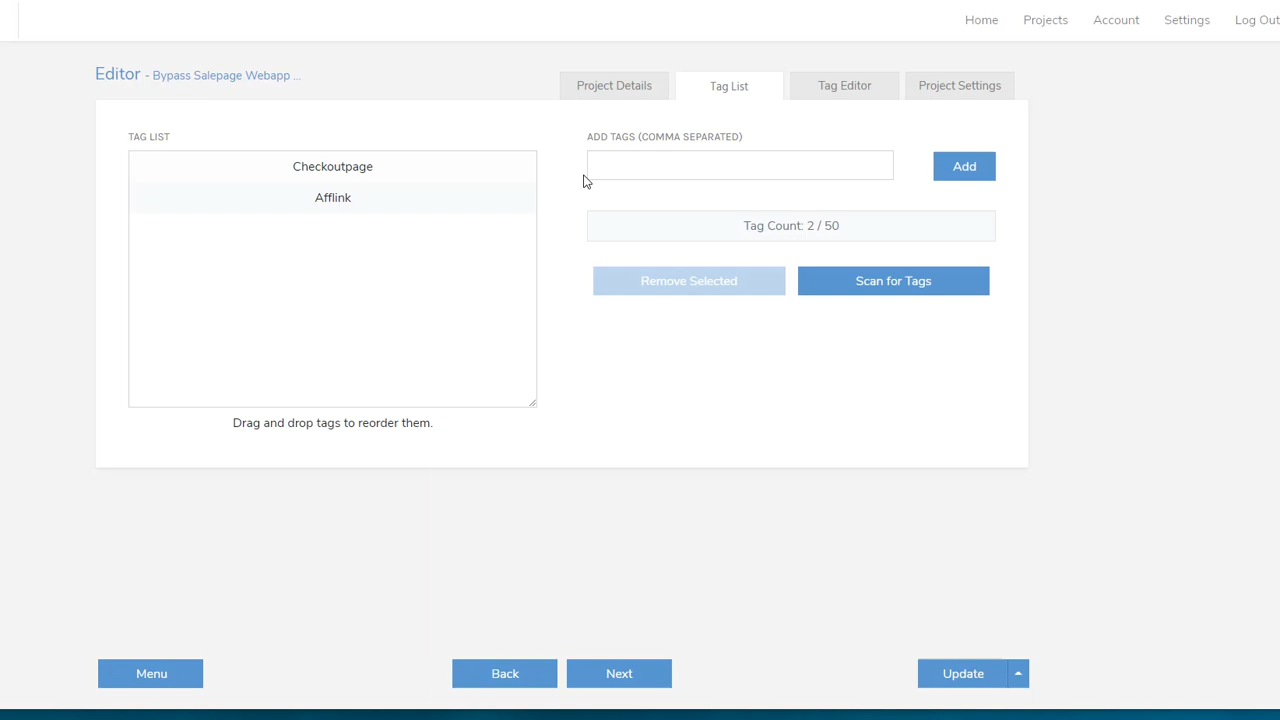 Home Projects Account Settings Log Out
Editor - Bypass Salepage Webapp ...
Project Details Tag List Tag Editor Project Settings
TAG LIST
ADD TAGS (COMMA SEPARATED)
Checkoutpage
Add
Afflink
Tag Count: 2 / 50
Remove Selected Scan for Tags
Drag and drop tags to reorder them.
Menu Back Next Update